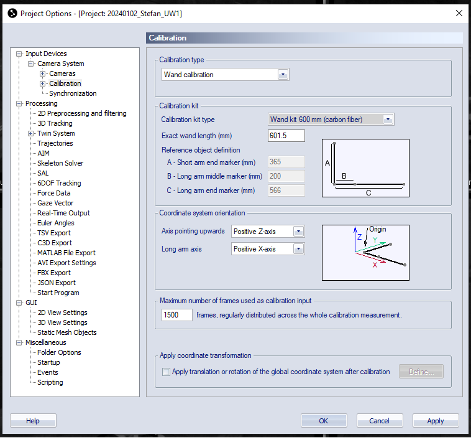 Project Options - [Project: 20240102_Stefan_UW1]
Input Devices
Camera System
Cameras
Calibration
Synchronization
Processing
2D Preprocessing and filtering
3D Tracking
Twin System
Trajectories
AIM
Skeleton Solver
SAL
6DOF Tracking
Force Data
Gaze Vector
Real-Time Output
Euler Angles
TSV Export
C3D Export
MATLAB File Export
AVI Export Settings
FBX Export
JSON Export
Start Program
GUI
2D View Settings
3D View Settings
Static Mesh Objects
Miscellaneous
Folder Options
Startup
Events
Scripting
Calibration
Calibration type
Wand calibration
Calibration kit
Calibration kit type
Wand kit 600 mm (carbon fiber)
Exact wand length (mm)
601.5
Reference object definition
A - Short arm end marker (mm)
365
B - Long arm middle marker (mm)
200
C - Long arm end marker (mm)
566
A
B
C
Coordinate system orientation
Axis pointing upwards
Positive Z-axis
Long arm axis
Positive X-axis
Z
Y
Origin
X
Maximum number of frames used as calibration input
1500
frames, regularly distributed across the whole calibration measurement.
Apply coordinate transformation
Apply translation or rotation of the global coordinate system after calibration
Define...
Help
OK
Cancel
Apply